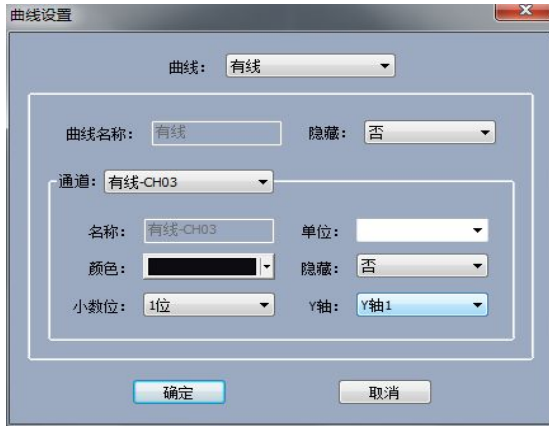 曲线设置
曲线： 有线
曲线名称： 有线 隐藏： 否
通道： 有线-CH03
名称： 有线-CH03 单位：
颜色： 隐藏： 否
小数位： 1位 Y轴： Y轴1
确定 取消